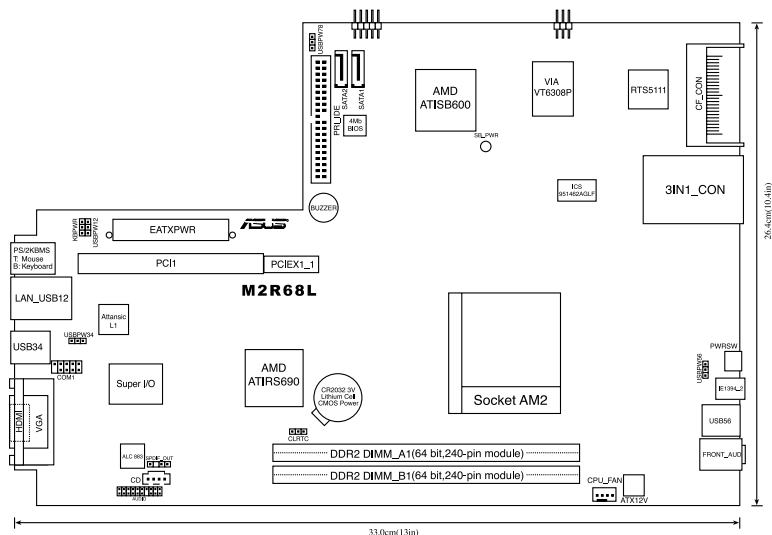 USBPW78
SATA2
SATA1
PRI_IDE
4Mb
BIOS
AMD
ATISB600
SB_PWR
VIA
VT6308P
RTS5111
CF_CON
ICS
951462AGLF
3IN1_CON
26.4cm(10.4in)
BUZZER
KBPWR
USBPW12
EATXPWR
ASUS
PS/2KBMS
T: Mouse
B: Keyboard
PCI1
PCIEX1_1
M2R68L
LAN_USB12
Attansic
L1
USBPW34
USB34
COM1
Super I/O
AMD
ATIRS690
CR2032 3V
Lithium Cell
CMOS Power
CLRTC
Socket AM2
PWRSW
USBPW56
IE1394_2
USB56
FRONT_AUD
HDMI
VGA
ALC 883
SPDIF_OUT
CD
AUDIO
DDR2 DIMM_A1(64 bit,240-pin module)
DDR2 DIMM_B1(64 bit,240-pin module)
CPU_FAN
ATX12V
33.0cm(13in)